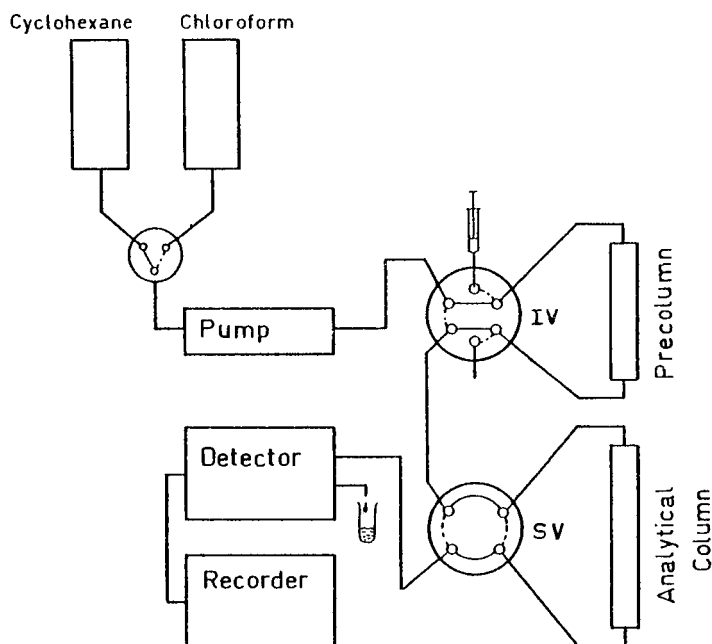 Cyclohexane
Chloroform
Pump
IV
Precolumn
Detector
SV
Analytical
Column
Recorder